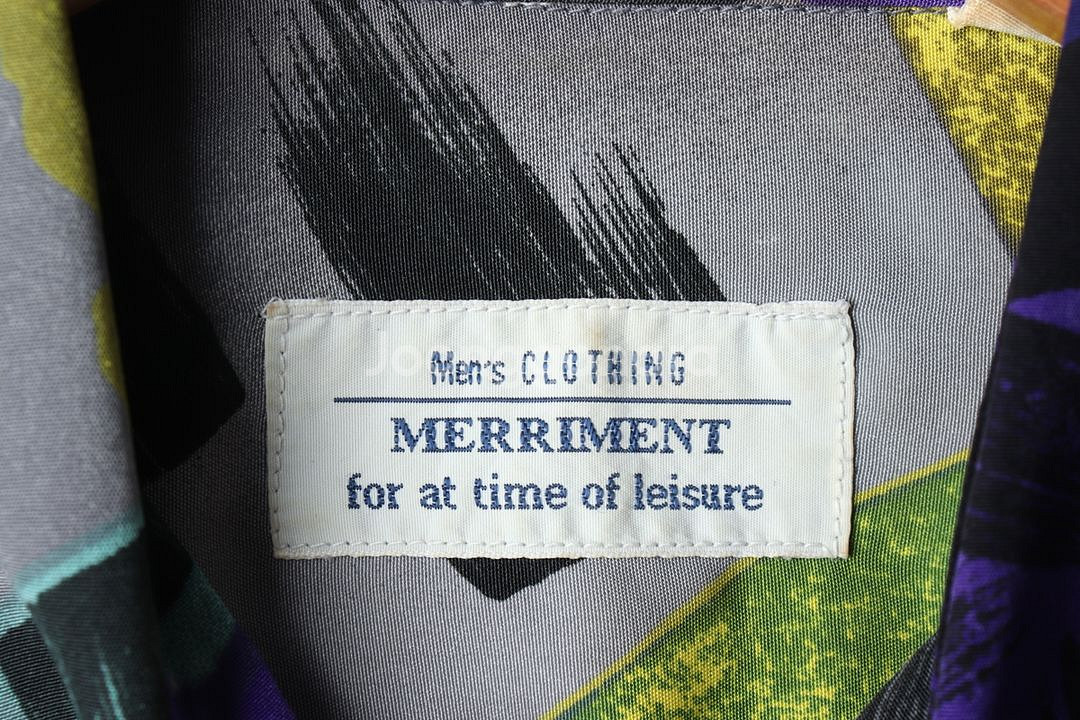 Men's CLOTHING
MERRIMENT
for at time of leisure